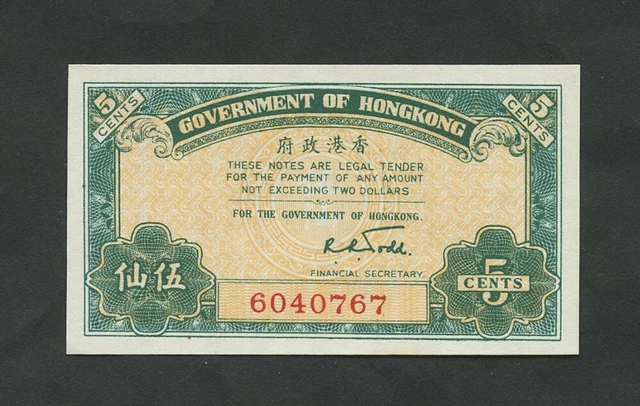 5 CENTS
5 CENTS
GOVERNMENT OF HONGKONG
府政港香
THESE NOTES ARE LEGAL TENDER
FOR THE PAYMENT OF ANY AMOUNT
NOT EXCEEDING TWO DOLLARS
FOR THE GOVERNMENT OF HONGKONG.
R.R. Todd.
FINANCIAL SECRETARY.
仙伍
5 CENTS
6040767